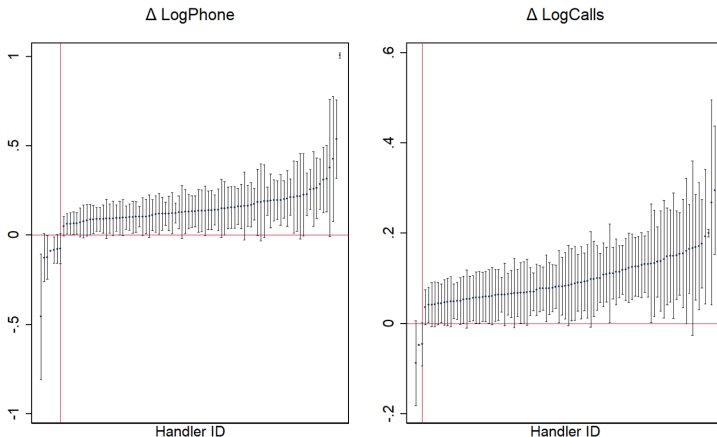 Δ LogPhone
1
.5
0
-.5
-1
Handler ID
Δ LogCalls
.6
.4
.2
0
-.2
Handler ID